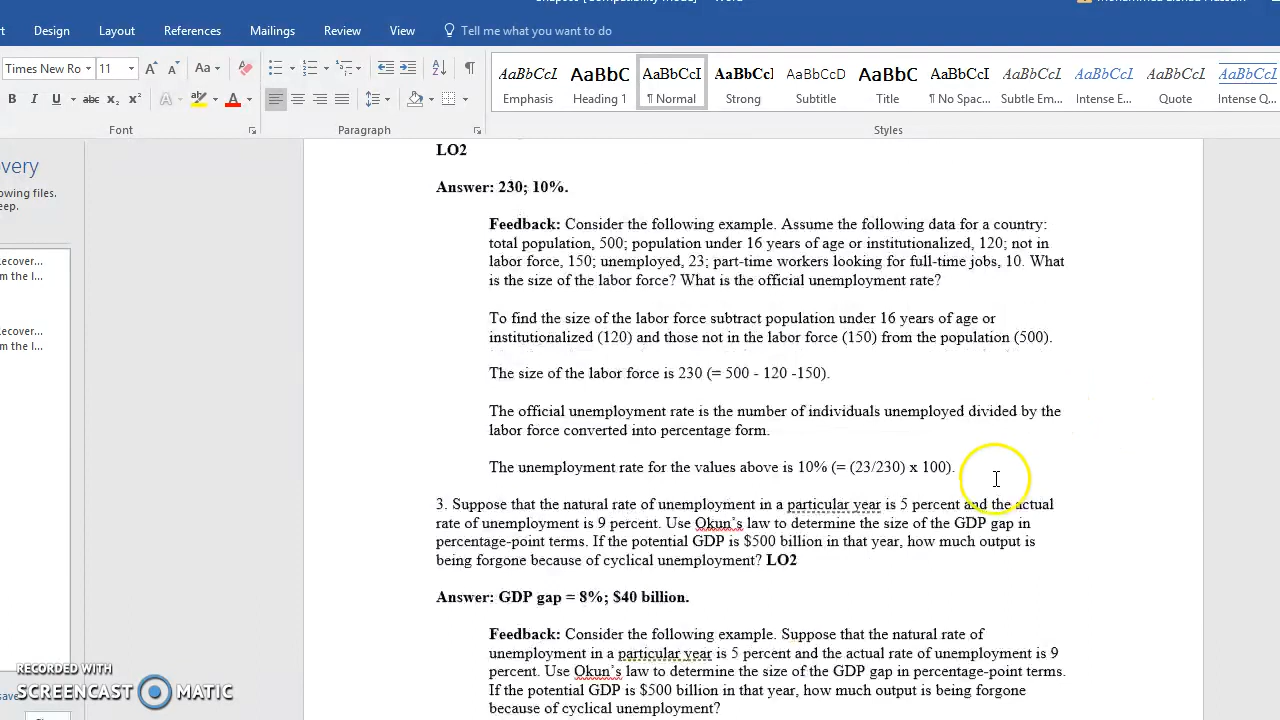 Design Layout References Mailings Review View Tell me what you want to do
Times New Ro 11 Aa
B I U abc x₂ x² A A
Font Paragraph Styles
AaBbCcI AaBbC AaBbCcI AaBbCcl AaBbCcD AaBbC AaBbCcI AaBbCcI AaBbCcI AaBbCcI AaBbCcI
Emphasis Heading 1 ¶ Normal Strong Subtitle Title ¶ No Spac... Subtle Em... Intense E... Quote Intense Q...
LO2
Answer: 230; 10%.
Feedback: Consider the following example. Assume the following data for a country:
total population, 500; population under 16 years of age or institutionalized, 120; not in
labor force, 150; unemployed, 23; part-time workers looking for full-time jobs, 10. What
is the size of the labor force? What is the official unemployment rate?
To find the size of the labor force subtract population under 16 years of age or
institutionalized (120) and those not in the labor force (150) from the population (500).
The size of the labor force is 230 (= 500 - 120 -150).
The official unemployment rate is the number of individuals unemployed divided by the
labor force converted into percentage form.
The unemployment rate for the values above is 10% (= (23/230) x 100).
3. Suppose that the natural rate of unemployment in a particular year is 5 percent and the actual
rate of unemployment is 9 percent. Use Okun’s law to determine the size of the GDP gap in
percentage-point terms. If the potential GDP is $500 billion in that year, how much output is
being forgone because of cyclical unemployment? LO2
Answer: GDP gap = 8%; $40 billion.
Feedback: Consider the following example. Suppose that the natural rate of
unemployment in a particular year is 5 percent and the actual rate of unemployment is 9
percent. Use Okun’s law to determine the size of the GDP gap in percentage-point terms.
If the potential GDP is $500 billion in that year, how much output is being forgone
because of cyclical unemployment?
very
owing files.
eep.
ecover...
m the l...
ecover...
m the l...
RECORDED WITH
SCREENCAST MATIC